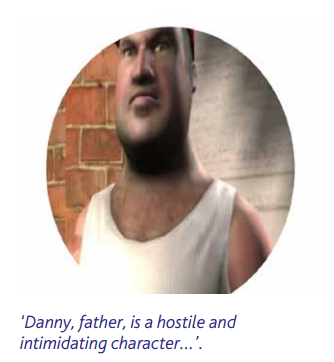 ‘Danny, father, is a hostile and
intimidating character...’.